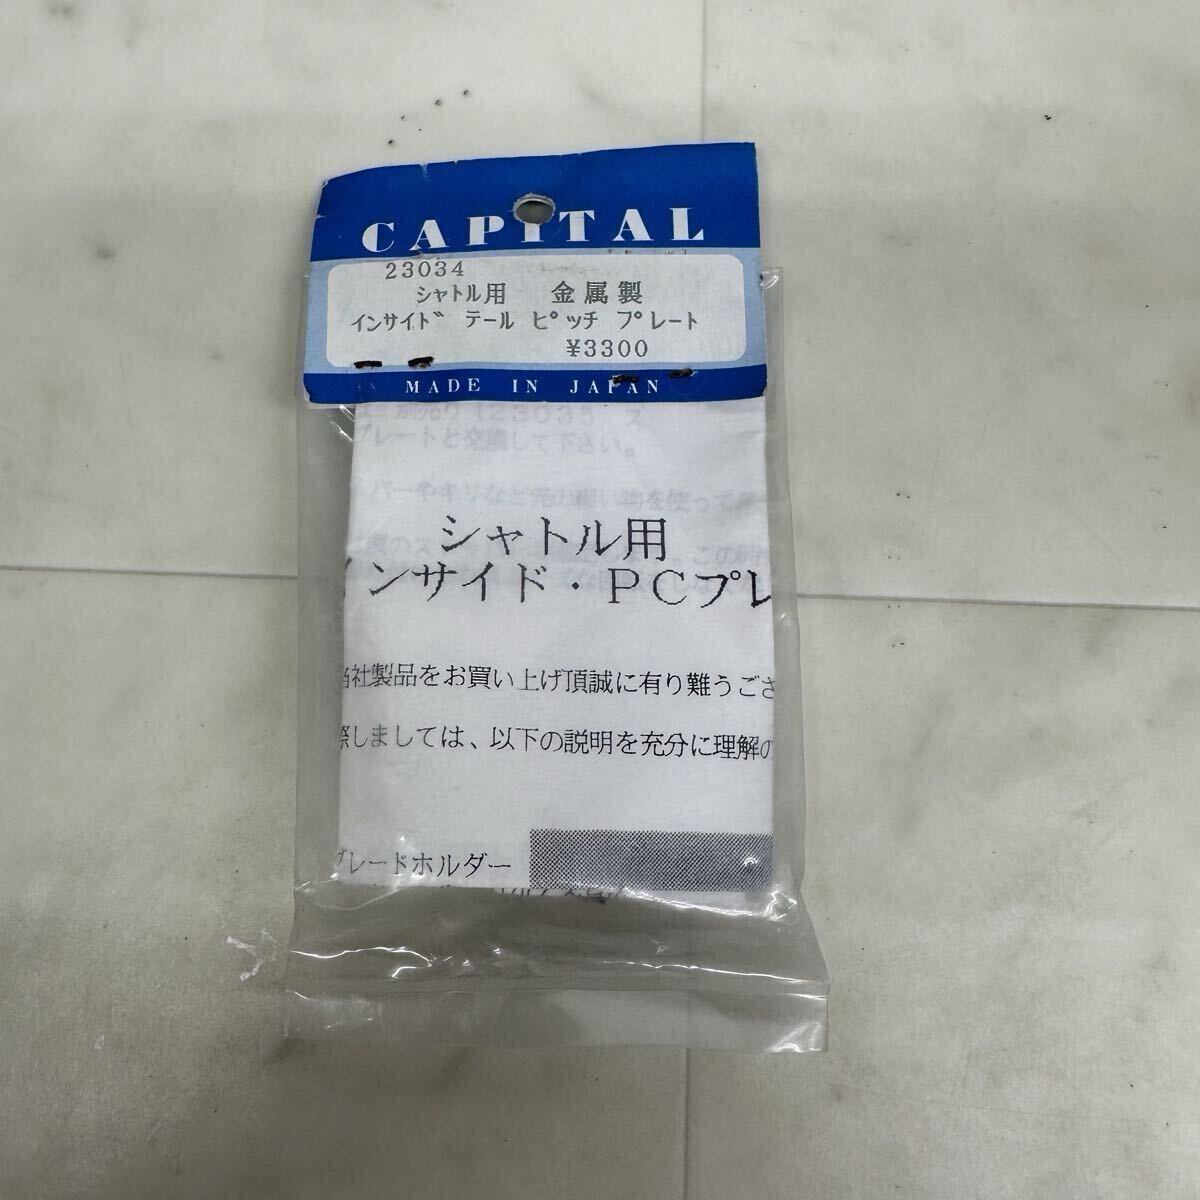 CAPITAL
23034
ｼｬﾄﾙ用 金属製
ｲﾝｻｲﾄﾞ ﾃｰﾙ ﾋﾟｯﾁ ﾌﾟﾚｰﾄ
¥3300
MADE IN JAPAN
プレートと交換して下さい。
シャトル用
ンサイド・ＰＣプレ
当社製品をお買い上げ頂誠に有り難うござ
際しましては、以下の説明を充分に理解の
ブレードホルダー